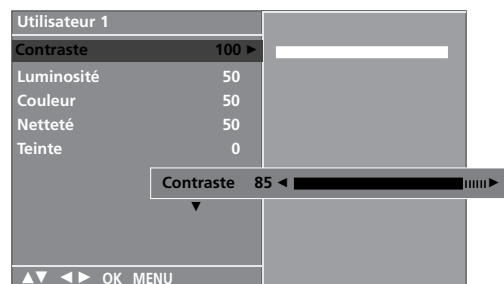 Utilisateur 1
Contraste 100 ►
Luminosité 50
Couleur 50
Netteté 50
Teinte 0
Contraste 85 ◄ ►
▼
▲▼ ◄► OK MENU